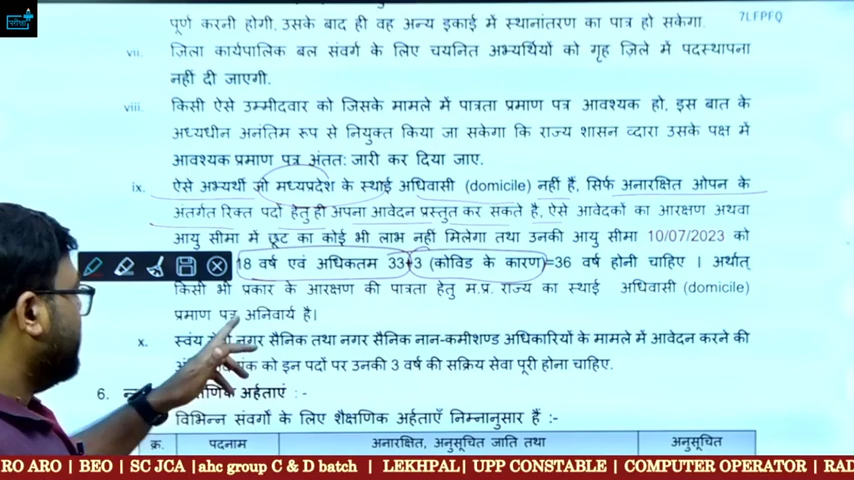 परीक्षा
7LFPFQ
पूर्ण करनी होगी, उसके बाद ही वह अन्य इकाई में स्थानांतरण का पात्र हो सकेगा.
vii. ज़िला कार्यपालिक बल संवर्ग के लिए चयनित अभ्यर्थियों को गृह ज़िले में पदस्थापना
नहीं दी जाएगी.
viii. किसी ऐसे उम्मीदवार को जिसके मामले में पात्रता प्रमाण पत्र आवश्यक हो, इस बात के
अध्यधीन अनंतिम रूप से नियुक्त किया जा सकेगा कि राज्य शासन व्दारा उसके पक्ष में
आवश्यक प्रमाण पत्र अंतत: जारी कर दिया जाए.
ix. ऐसे अभ्यर्थी जो मध्यप्रदेश के स्थाई अधिवासी (domicile) नहीं हैं, सिर्फ अनारक्षित ओपन के
अंतर्गत रिक्त पदों हेतु ही अपना आवेदन प्रस्तुत कर सकते है, ऐसे आवेदकों का आरक्षण अथवा
आयु सीमा में छूट का कोई भी लाभ नहीं मिलेगा तथा उनकी आयु सीमा 10/07/2023 को
18 वर्ष एवं अधिकतम 33+3 (कोविड के कारण)=36 वर्ष होनी चाहिए । अर्थात्
किसी भी प्रकार के आरक्षण की पात्रता हेतु म.प्र. राज्य का स्थाई अधिवासी (domicile)
प्रमाण पत्र अनिवार्य है।
x. स्वंय नगर सैनिक तथा नगर सैनिक नान-कमीशण्ड अधिकारियों के मामले में आवेदन करने की
को इन पदों पर उनकी 3 वर्ष की सक्रिय सेवा पूरी होना चाहिए.
6. अर्हताएं : -
विभिन्न संवर्गो के लिए शैक्षणिक अर्हताएँ निम्नानुसार हैं :-
क्र. पदनाम अनारक्षित, अनुसूचित जाति तथा अनुसूचित
RO ARO | BEO | SC JCA |ahc group C & D batch | LEKHPAL| UPP CONSTABLE | COMPUTER OPERATOR | RAD